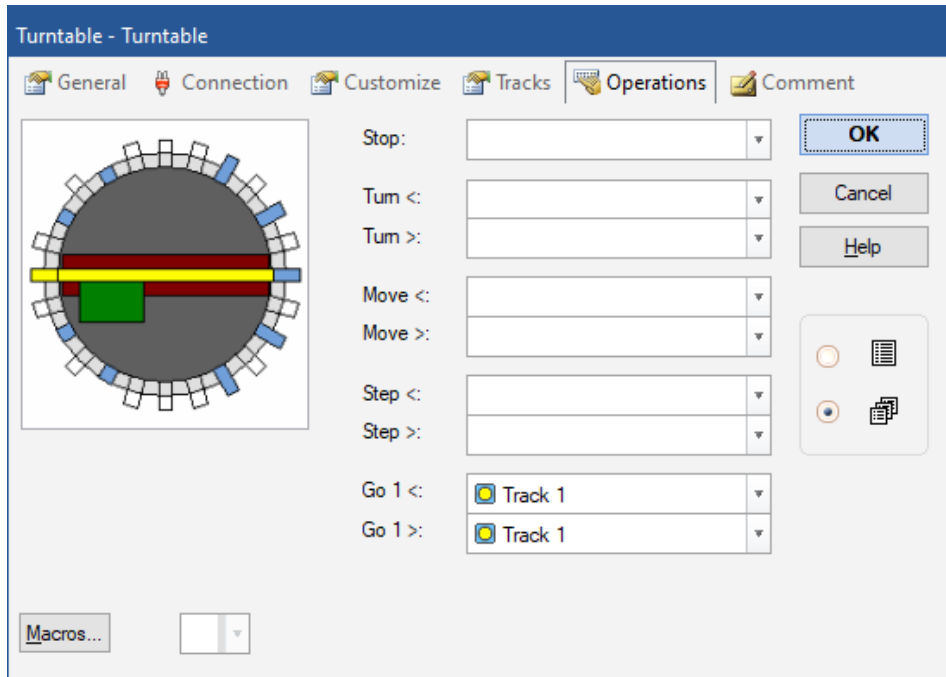 Turntable - Turntable
General Connection Customize Tracks Operations Comment
Stop:
OK
Turn <:
Cancel
Turn >:
Help
Move <:
Move >:
Step <:
Step >:
Go 1 <: Track 1
Go 1 >: Track 1
Macros...